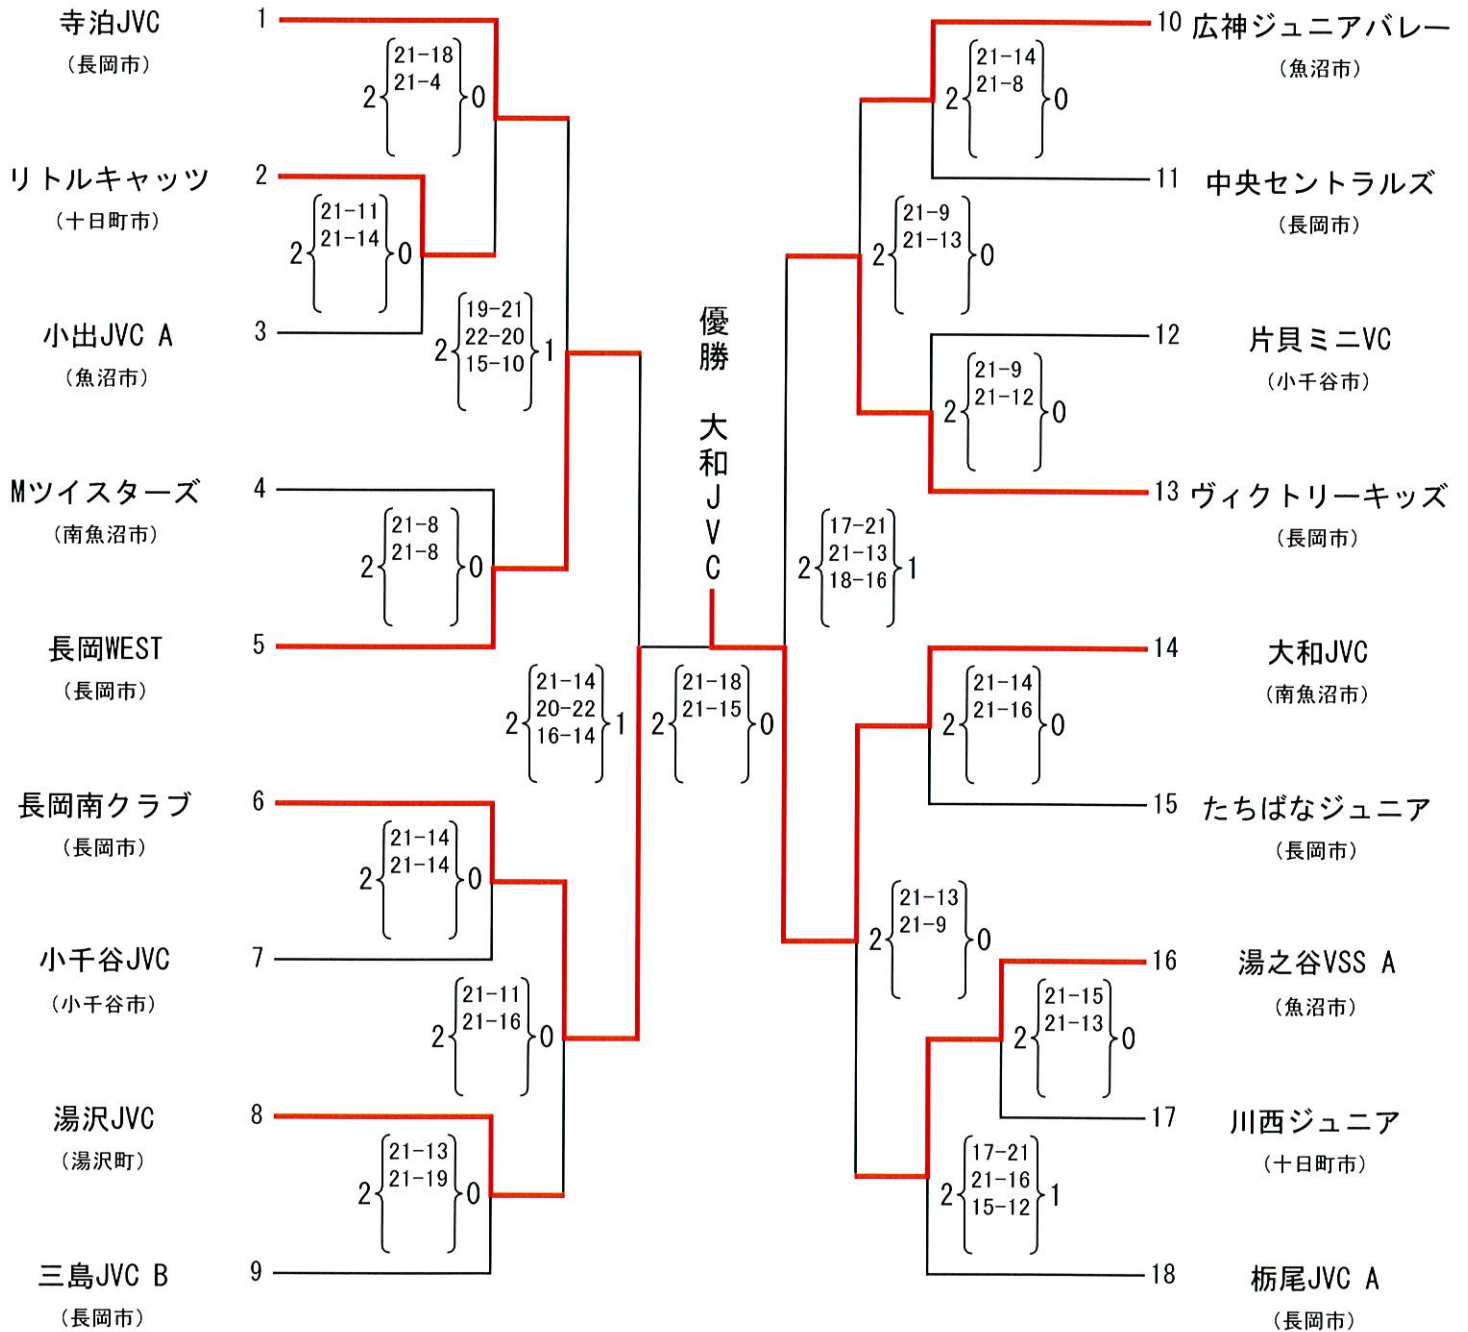 寺泊JVC 1
(長岡市)
21-18
21-4
2 0
リトルキャッツ 2
(十日町市)
21-11
21-14
2 0
小出JVC A 3
(魚沼市)
19-21
22-20
15-10
2 1
Mツイスターズ 4
(南魚沼市)
21-8
21-8
2 0
長岡WEST 5
(長岡市)
21-14
20-22
16-14
2 1
長岡南クラブ 6
(長岡市)
21-14
21-14
2 0
小千谷JVC 7
(小千谷市)
21-11
21-16
2 0
湯沢JVC 8
(湯沢町)
21-13
21-19
2 0
三島JVC B 9
(長岡市)
優勝 大和JVC
21-18
21-15
2 0
10 広神ジュニアバレー
(魚沼市)
21-14
21-8
2 0
11 中央セントラルズ
(長岡市)
21-9
21-13
2 0
12 片貝ミニVC
(小千谷市)
21-9
21-12
2 0
13 ヴィクトリーキッズ
(長岡市)
17-21
21-13
18-16
2 1
14 大和JVC
(南魚沼市)
21-14
21-16
2 0
15 たちばなジュニア
(長岡市)
21-13
21-9
2 0
16 湯之谷VSS A
(魚沼市)
21-15
21-13
2 0
17 川西ジュニア
(十日町市)
17-21
21-16
15-12
2 1
18 栃尾JVC A
(長岡市)